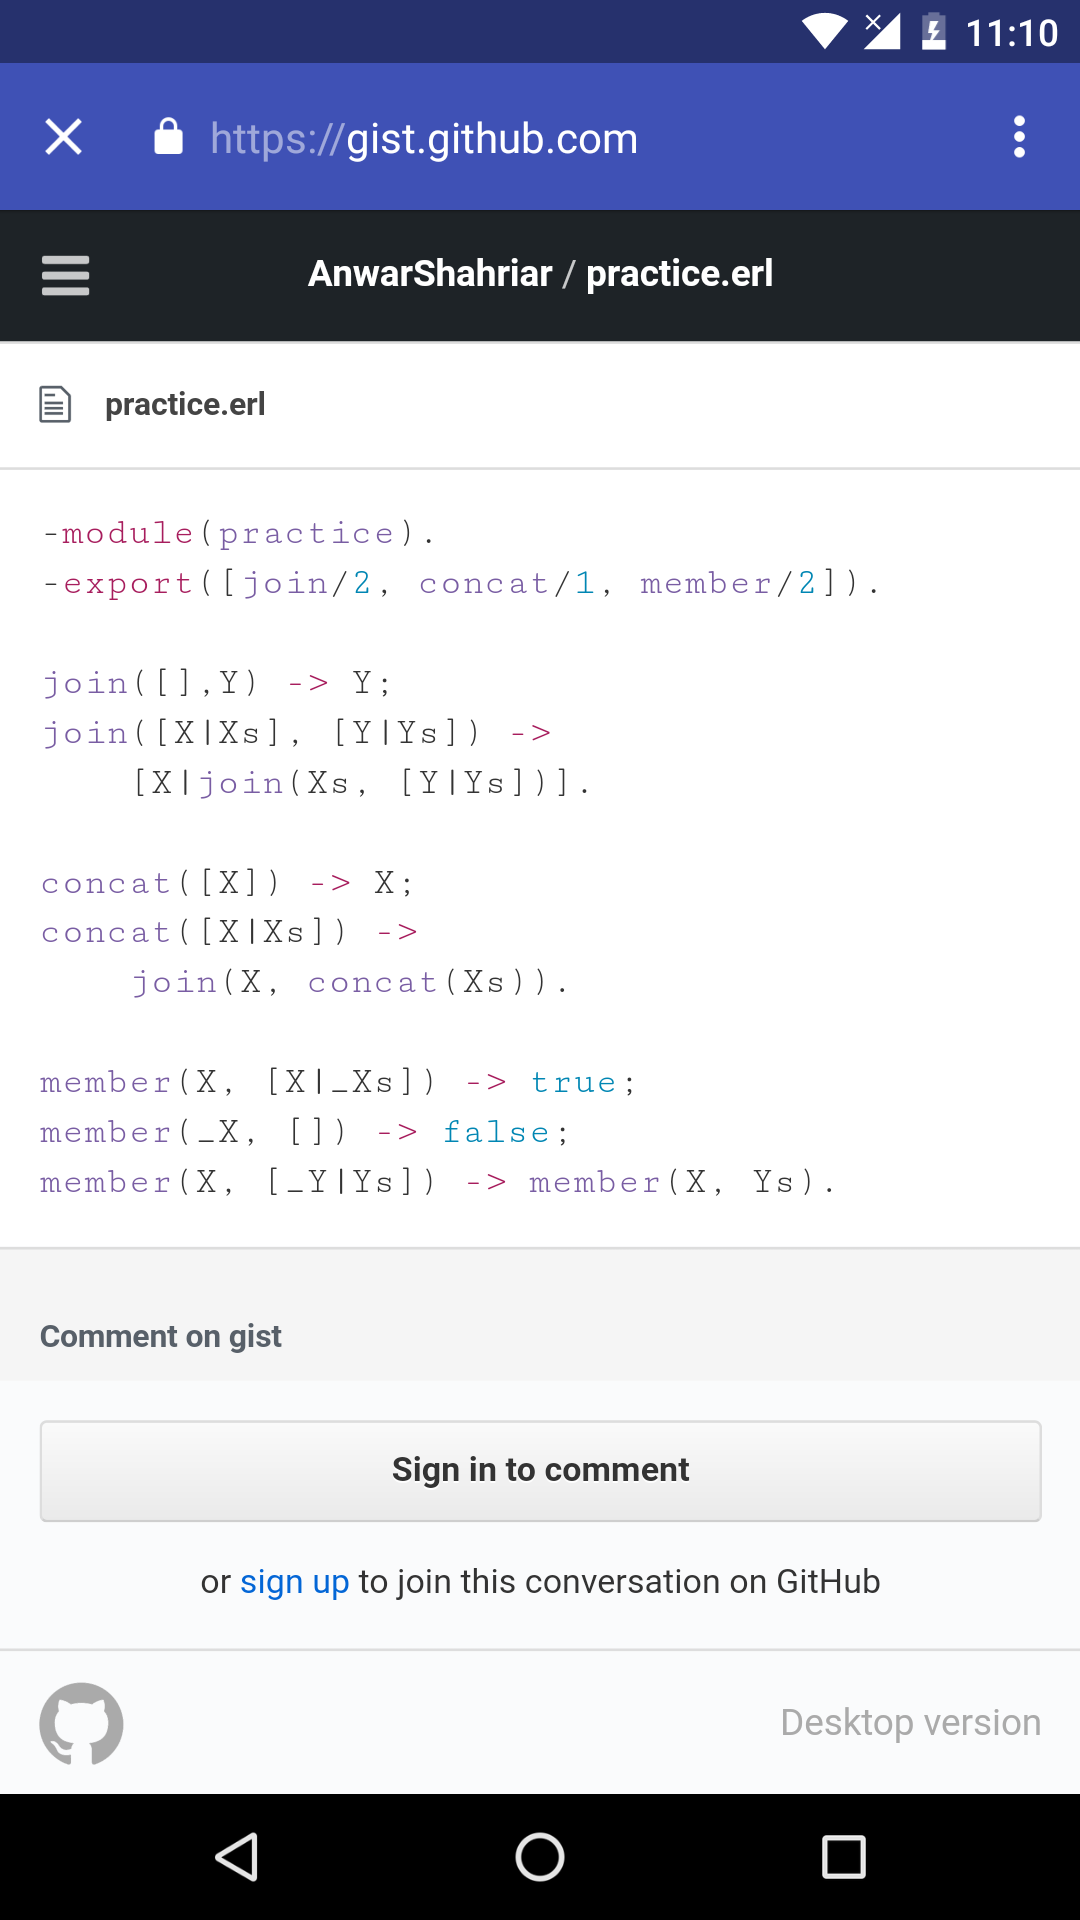 11:10
https://gist.github.com
AnwarShahriar / practice.erl
practice.erl
-module(practice).
-export([join/2, concat/1, member/2]).
join([],Y) -> Y;
join([X|Xs], [Y|Ys]) ->
    [X|join(Xs, [Y|Ys])].
concat([X]) -> X;
concat([X|Xs]) ->
    join(X, concat(Xs)).
member(X, [X|_Xs]) -> true;
member(_X, []) -> false;
member(X, [_Y|Ys]) -> member(X, Ys).
Comment on gist
Sign in to comment
or sign up to join this conversation on GitHub
Desktop version